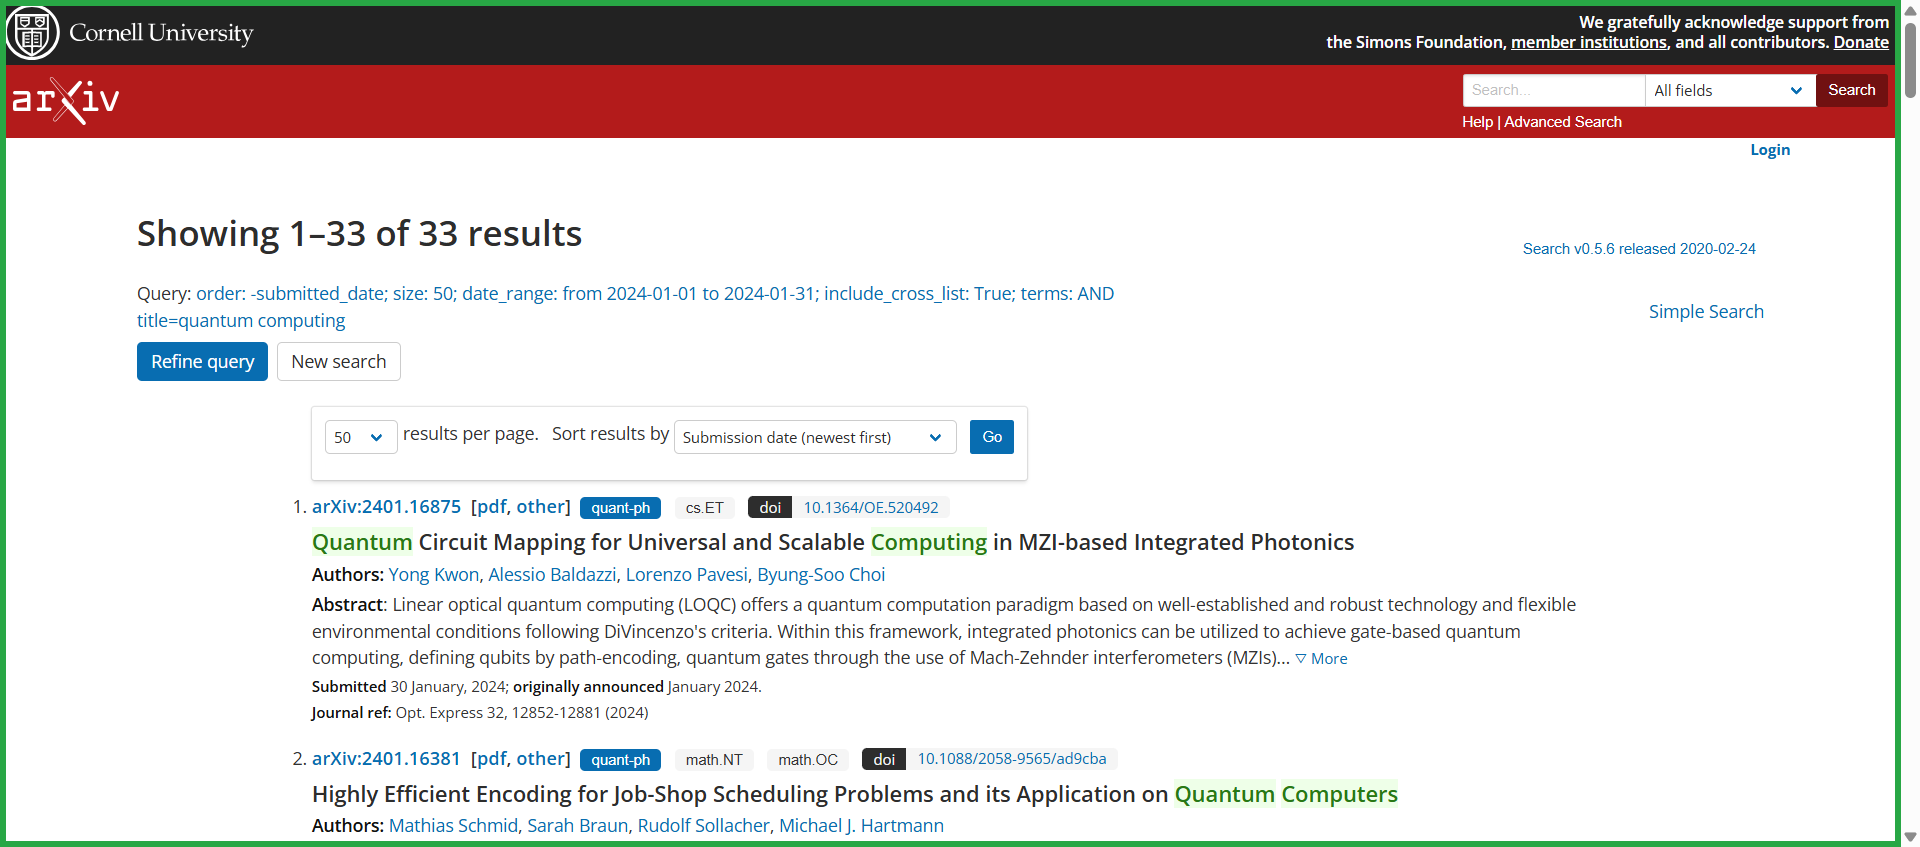 Cornell University
We gratefully acknowledge support from
the Simons Foundation, member institutions, and all contributors. Donate
arXiv
Search...
All fields
Search
Help | Advanced Search
Login
Showing 1–33 of 33 results
Search v0.5.6 released 2020-02-24
Query: order: -submitted_date; size: 50; date_range: from 2024-01-01 to 2024-01-31; include_cross_list: True; terms: AND
title=quantum computing
Simple Search
Refine query
New search
50 results per page. Sort results by Submission date (newest first) Go
1. arXiv:2401.16875 [pdf, other] quant-ph cs.ET doi 10.1364/OE.520492
Quantum Circuit Mapping for Universal and Scalable Computing in MZI-based Integrated Photonics
Authors: Yong Kwon, Alessio Baldazzi, Lorenzo Pavesi, Byung-Soo Choi
Abstract: Linear optical quantum computing (LOQC) offers a quantum computation paradigm based on well-established and robust technology and flexible
environmental conditions following DiVincenzo's criteria. Within this framework, integrated photonics can be utilized to achieve gate-based quantum
computing, defining qubits by path-encoding, quantum gates through the use of Mach-Zehnder interferometers (MZIs)... ▽ More
Submitted 30 January, 2024; originally announced January 2024.
Journal ref: Opt. Express 32, 12852-12881 (2024)
2. arXiv:2401.16381 [pdf, other] quant-ph math.NT math.OC doi 10.1088/2058-9565/ad9cba
Highly Efficient Encoding for Job-Shop Scheduling Problems and its Application on Quantum Computers
Authors: Mathias Schmid, Sarah Braun, Rudolf Sollacher, Michael J. Hartmann